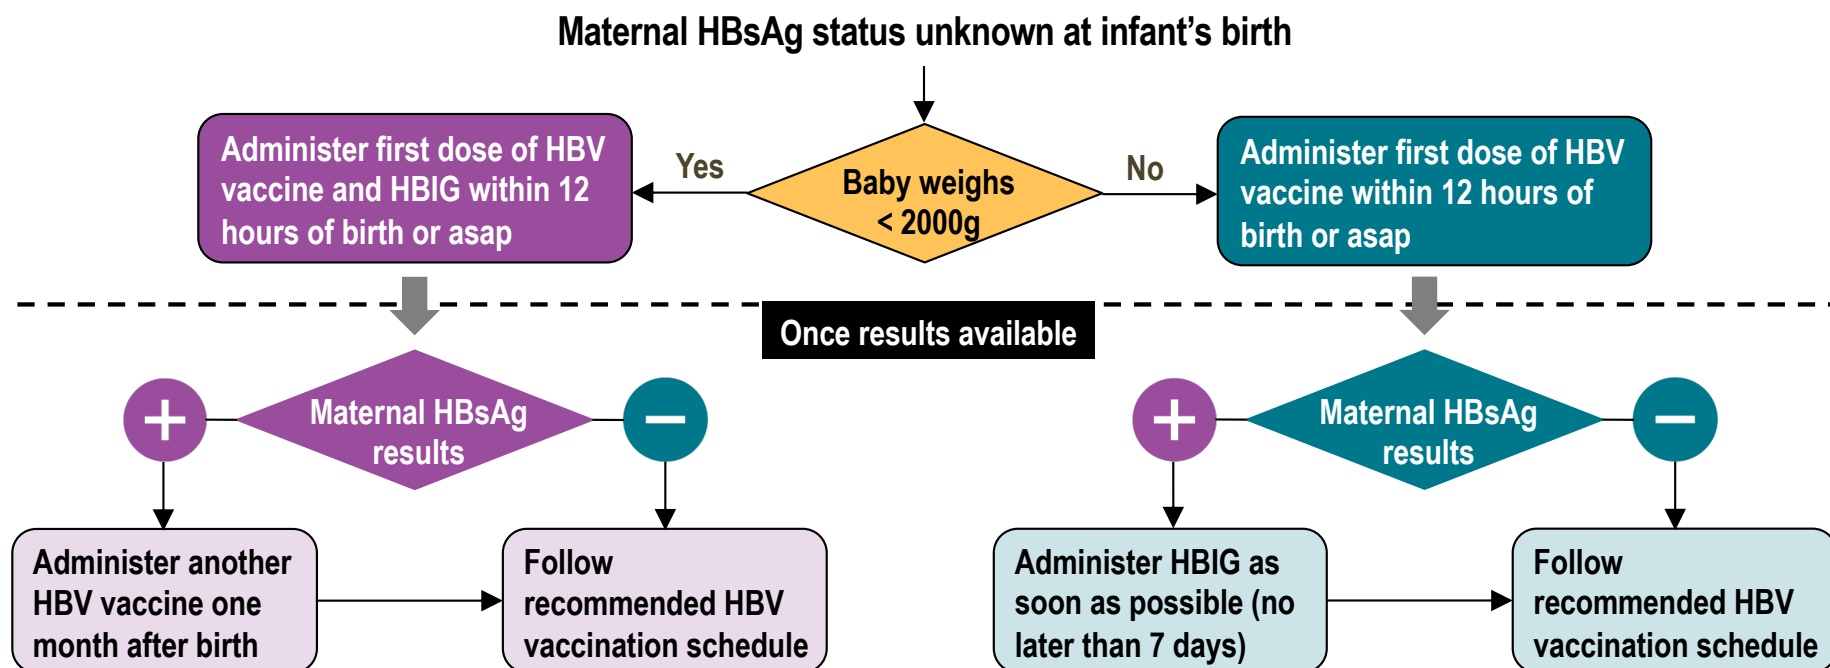 Maternal HBsAg status unknown at infant’s birth
Administer first dose of HBV
vaccine and HBIG within 12
hours of birth or asap
Yes
Baby weighs
< 2000g
No
Administer first dose of HBV
vaccine within 12 hours of
birth or asap
Once results available
Maternal HBsAg
results
Maternal HBsAg
results
Administer another
HBV vaccine one
month after birth
Follow
recommended HBV
vaccination schedule
Administer HBIG as
soon as possible (no
later than 7 days)
Follow
recommended HBV
vaccination schedule